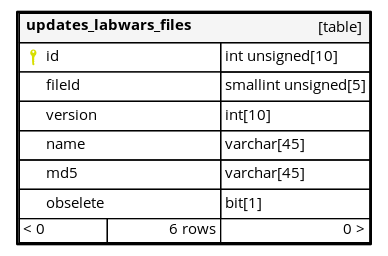 updates_labwars_files [table]
id int unsigned[10]
fileId smallint unsigned[5]
version int[10]
name varchar[45]
md5 varchar[45]
obselete bit[1]
< 0 6 rows 0 >